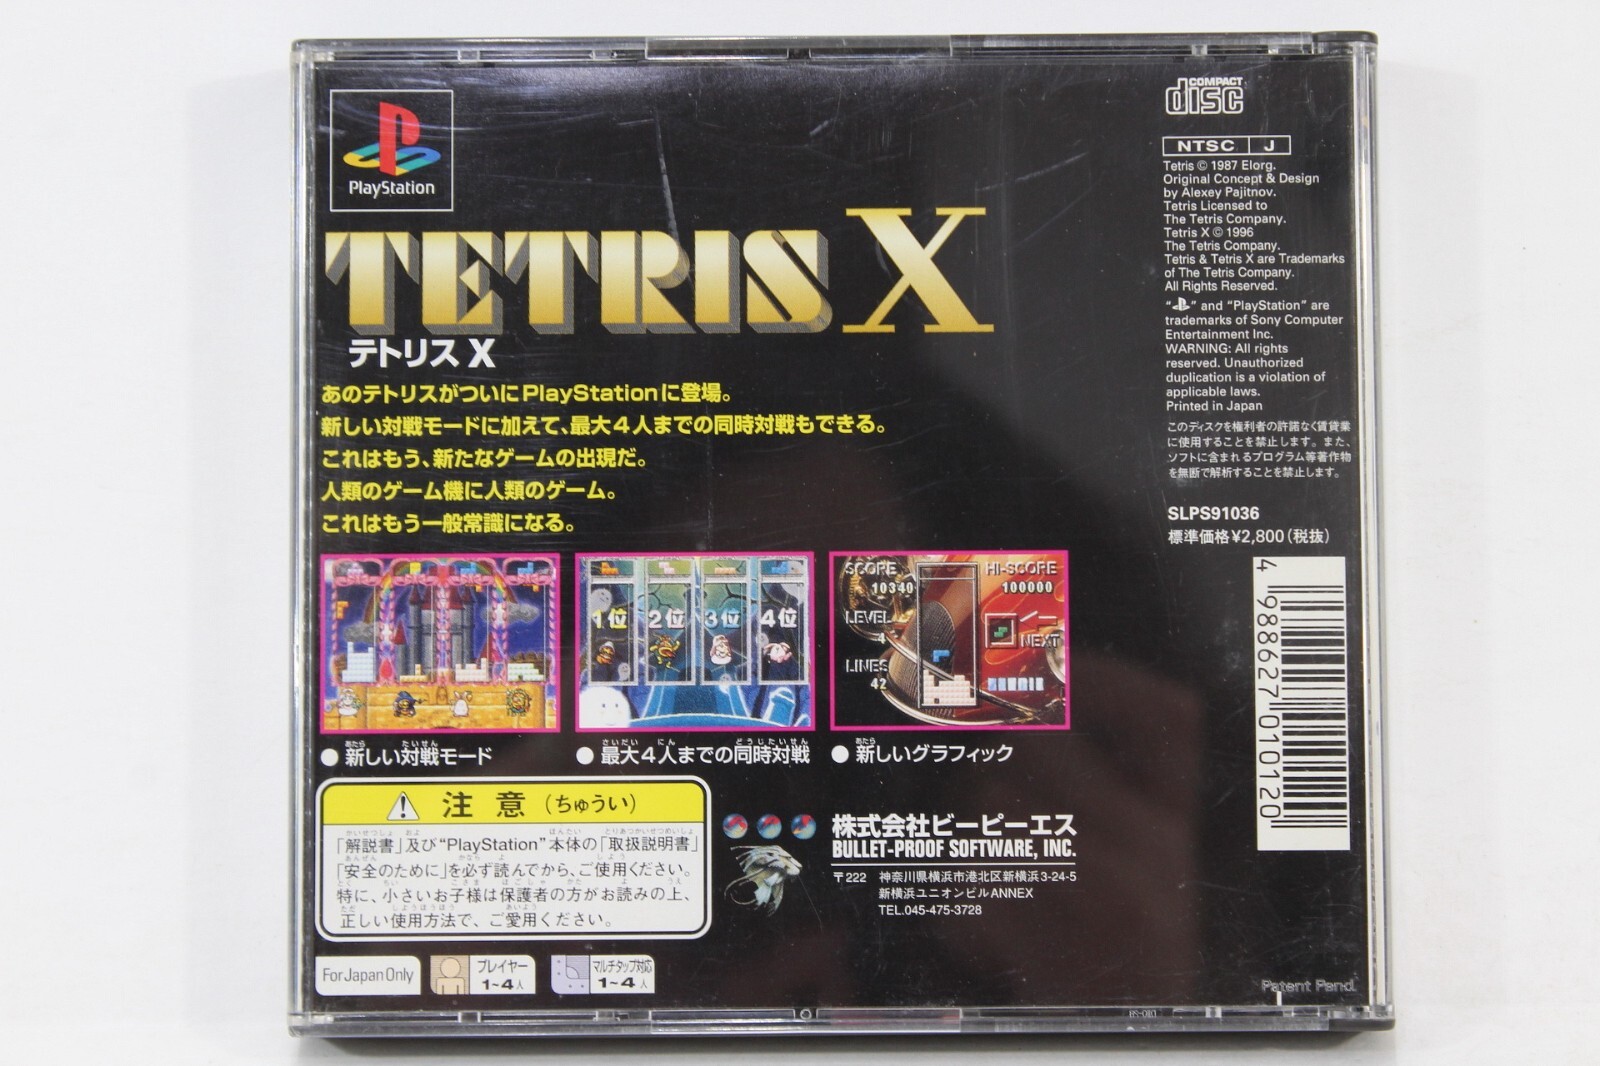 PlayStation
TETRIS X
テトリス X
あのテトリスがついにPlayStationに登場。
新しい対戦モードに加えて、最大4人までの同時対戦もできる。
これはもう、新たなゲームの出現だ。
人類のゲーム機に人類のゲーム。
これはもう一般常識になる。
1位 2位 3位 4位
SCORE
10340
HI-SCORE
100000
LEVEL
4
NEXT
LINES
42
● 新しい対戦モード
● 最大4人までの同時対戦
● 新しいグラフィック
注意(ちゅうい)
「解説書」及び“PlayStation”本体の「取扱説明書」
「安全のために」を必ず読んでから、ご使用ください。
特に、小さいお子様は保護者の方がお読みの上、
正しい使用方法で、ご愛用ください。
For Japan Only
プレイヤー
1~4人
マルチタップ対応
1~4人
株式会社ビーピーエス
BULLET-PROOF SOFTWARE, INC.
〒222 神奈川県横浜市港北区新横浜3-24-5
新横浜ユニオンビルANNEX
TEL.045-475-3728
COMPACT
disc
NTSC J
Tetris © 1987 Elorg.
Original Concept & Design
by Alexey Pajitnov.
Tetris Licensed to
The Tetris Company.
Tetris X © 1996
The Tetris Company.
Tetris & Tetris X are Trademarks
of The Tetris Company.
All Rights Reserved.
“ ” and “PlayStation” are
trademarks of Sony Computer
Entertainment Inc.
WARNING: All rights
reserved. Unauthorized
duplication is a violation of
applicable laws.
Printed in Japan
このディスクを権利者の許諾なく賃貸業
に使用することを禁止します。また、
ソフトに含まれるプログラム等著作物
を無断で解析することを禁止します。
SLPS91036
標準価格¥2,800(税抜)
4 988627 010120
Patent Pend.